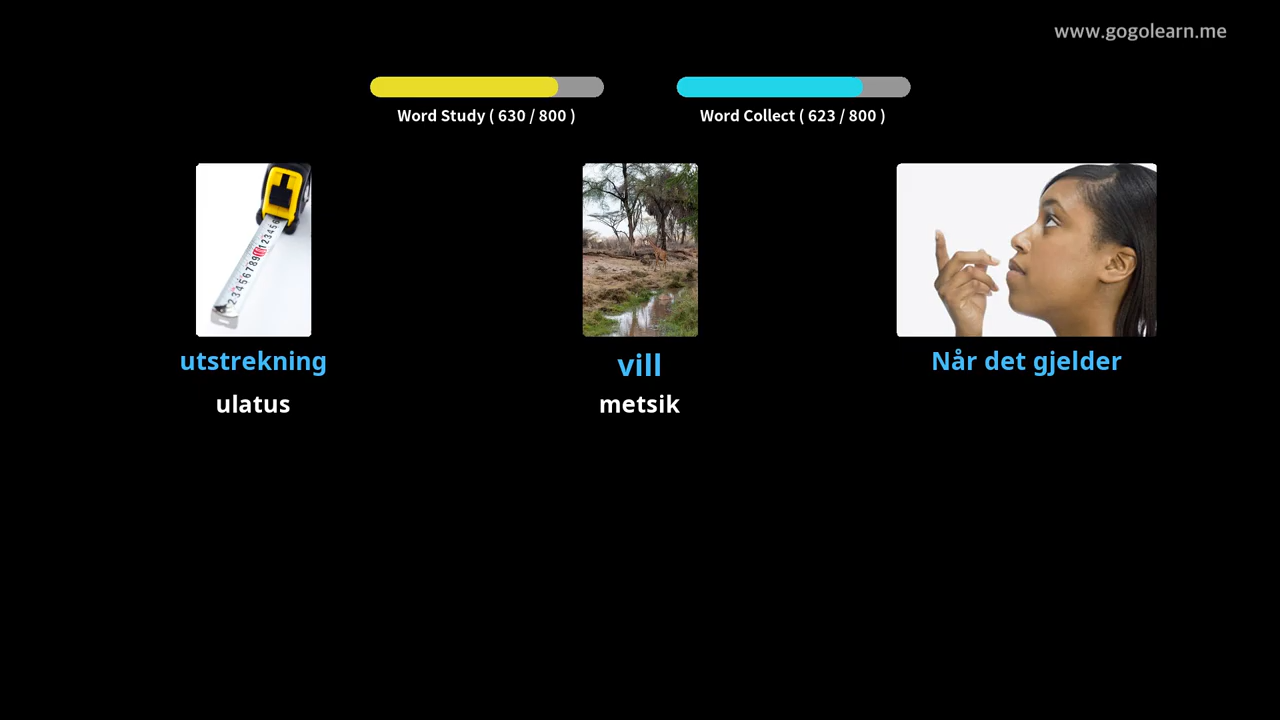 www.gogolearn.me
Word Study ( 630 / 800 )
Word Collect ( 623 / 800 )
utstrekning
ulatus
vill
metsik
Når det gjelder